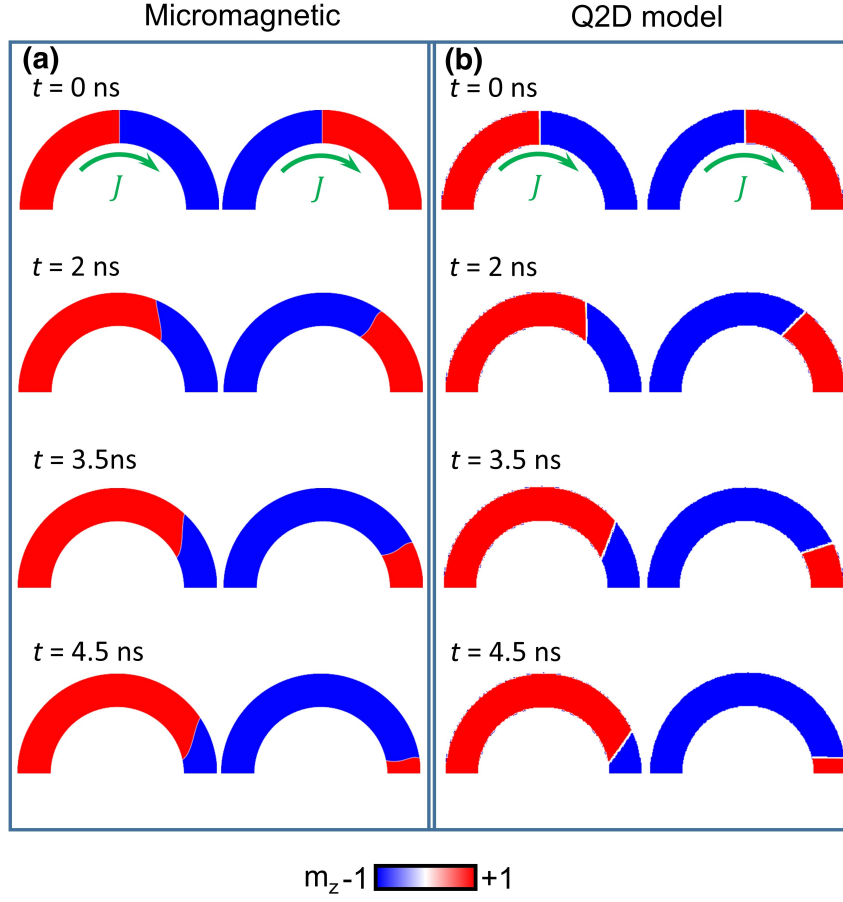 Micromagnetic
Q2D model
(a)
t = 0 ns
J
J
t = 2 ns
t = 3.5ns
t = 4.5 ns
(b)
t = 0 ns
J
J
t = 2 ns
t = 3.5 ns
t = 4.5 ns
mz -1 +1